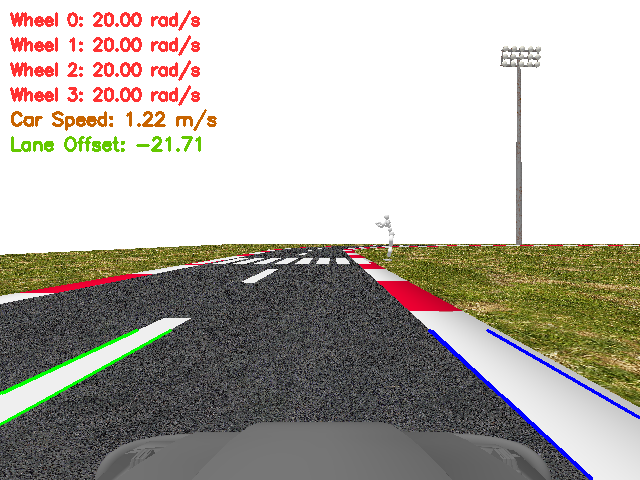 Wheel 0: 20.00 rad/s
Wheel 1: 20.00 rad/s
Wheel 2: 20.00 rad/s
Wheel 3: 20.00 rad/s
Car Speed: 1.22 m/s
Lane Offset: -21.71